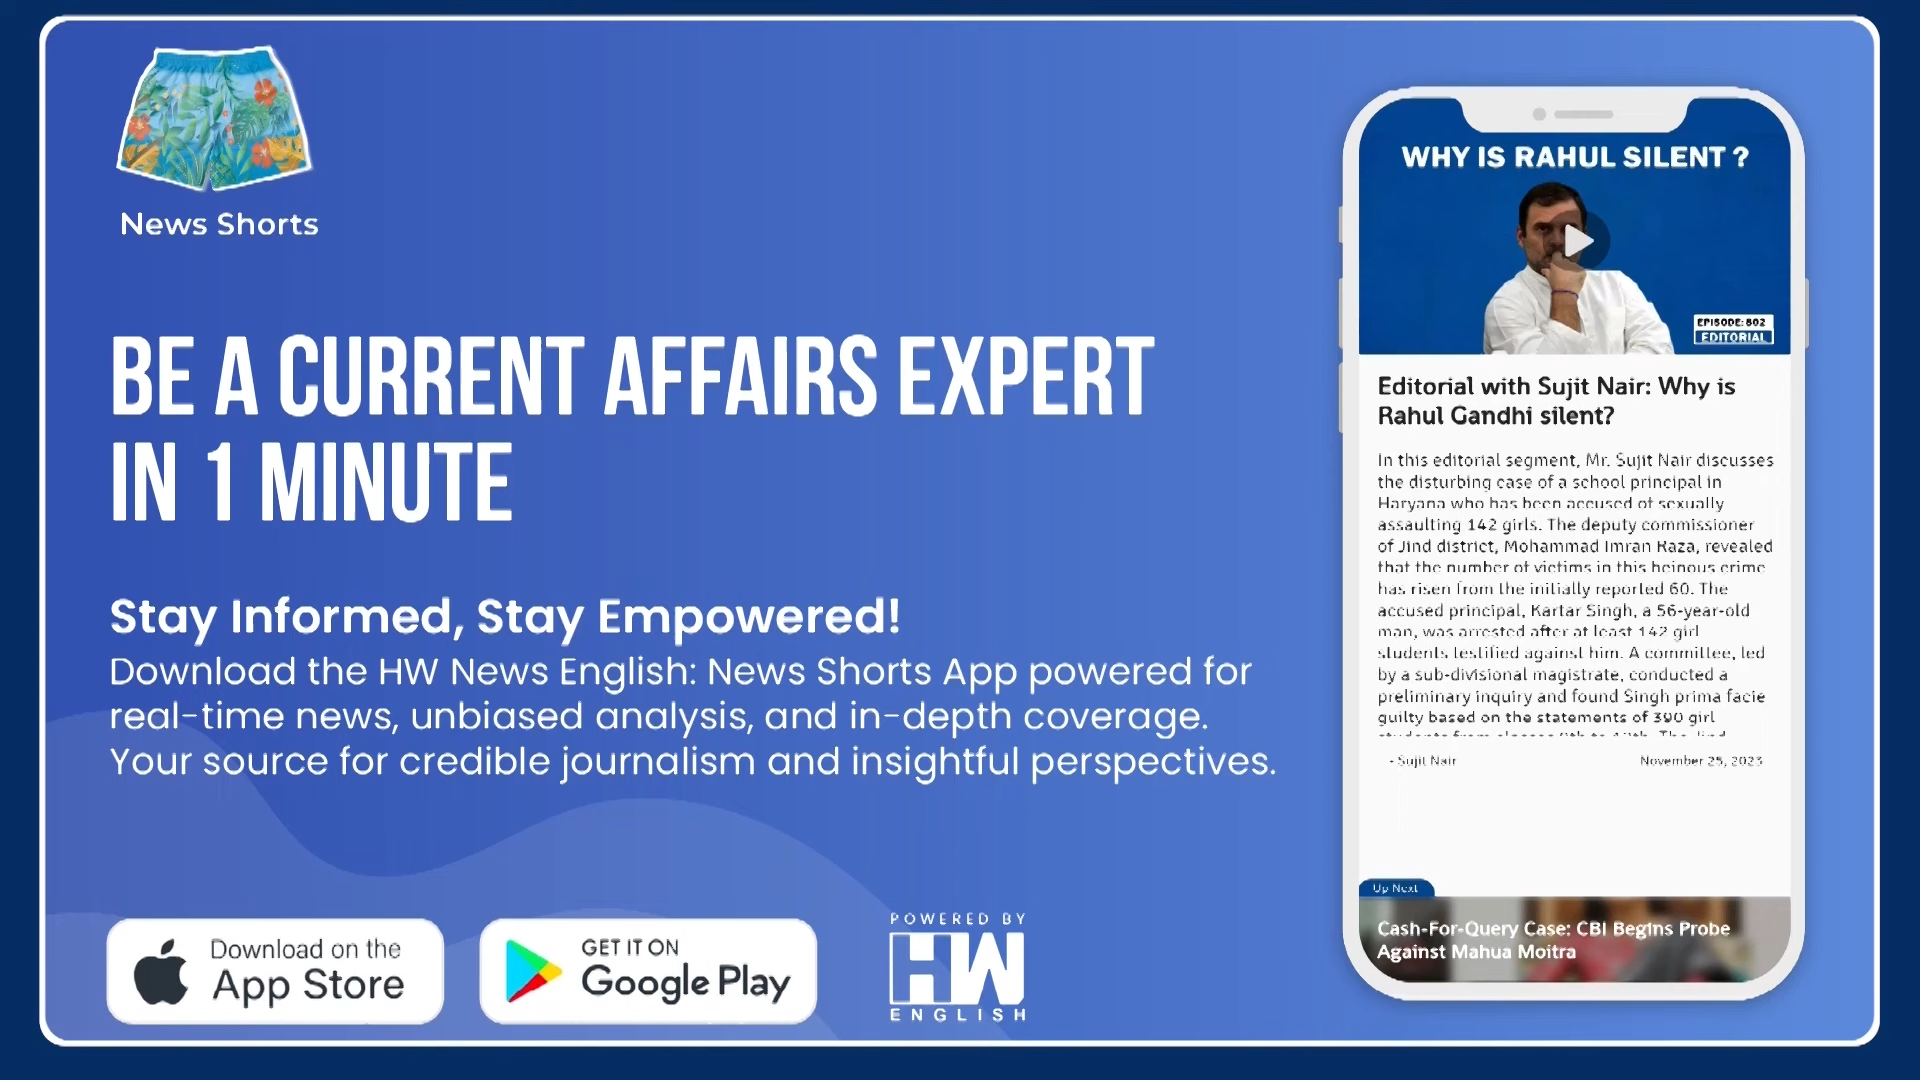 News Shorts
BE A CURRENT AFFAIRS EXPERT
IN 1 MINUTE
Stay Informed, Stay Empowered!
Download the HW News English: News Shorts App powered for
real-time news, unbiased analysis, and in-depth coverage.
Your source for credible journalism and insightful perspectives.
Download on the
App Store
GET IT ON
Google Play
POWERED BY
HW
ENGLISH
WHY IS RAHUL SILENT ?
EPISODE: 802
EDITORIAL
Editorial with Sujit Nair: Why is
Rahul Gandhi silent?
In this editorial segment, Mr. Sujit Nair discusses
the disturbing case of a school principal in
Haryana who has been accused of sexually
assaulting 142 girls. The deputy commissioner
of Jind district, Mohammad Imran Raza, revealed
that the number of victims in this heinous crime
has risen from the initially reported 60. The
accused principal, Kartar Singh, a 56-year-old
man, was arrested after at least 142 girl
students testified against him. A committee, led
by a sub-divisional magistrate, conducted a
preliminary inquiry and found Singh prima facie
guilty based on the statements of 390 girl
- Sujit Nair
November 25, 2023
Up Next
Cash-For-Query Case: CBI Begins Probe
Against Mahua Moitra